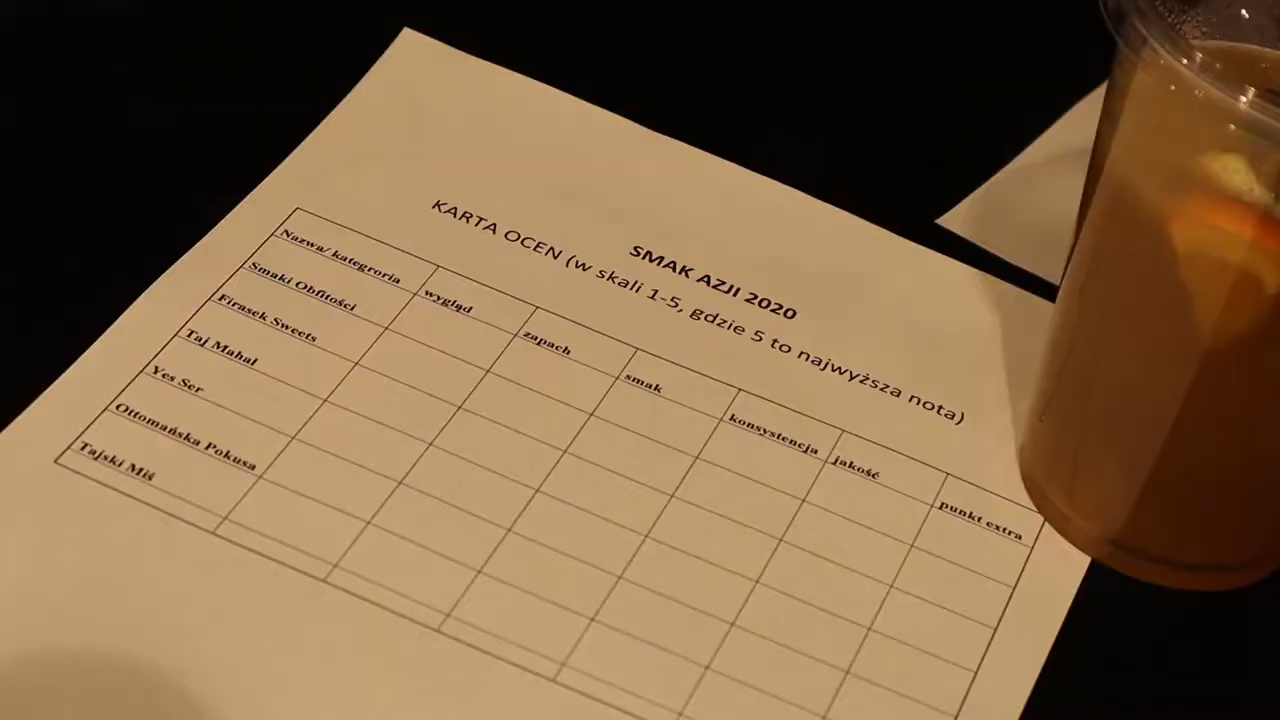 SMAK AZJI 2020
KARTA OCEN (w skali 1-5, gdzie 5 to najwyższa nota)
Nazwa/ kategroria wygląd zapach smak konsystencja jakość punkt extra
Smaki Obfitości
Firasek Sweets
Taj Mahal
Yes Ser
Ottomańska Pokusa
Tajski Miś